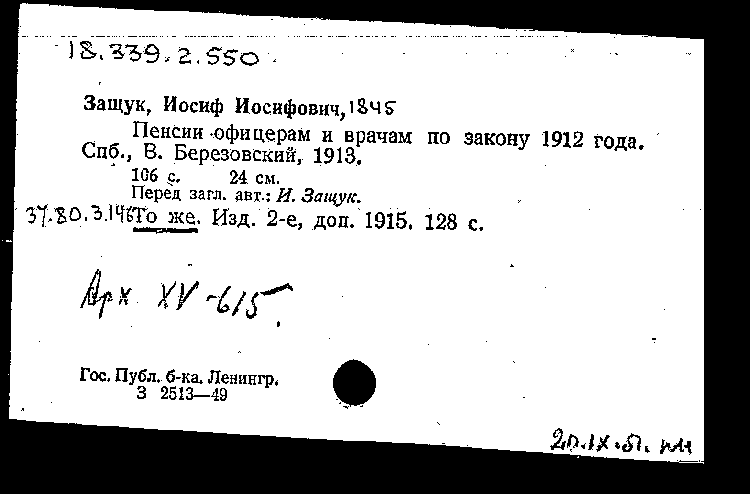 18.339.2.550
Защук, Иосиф Иосифович, 1845
Пенсии офицерам и врачам по закону 1912 года.
Спб., В. Березовский, 1913.
106 с. 24 см.
Перед загл. авт.: И. Защук.
37.80.3.146 То же. Изд. 2-е, доп. 1915. 128 с.
Арх XV-615.
Гос. Публ. б-ка. Ленингр.
З 2513—49
20.IX.51.